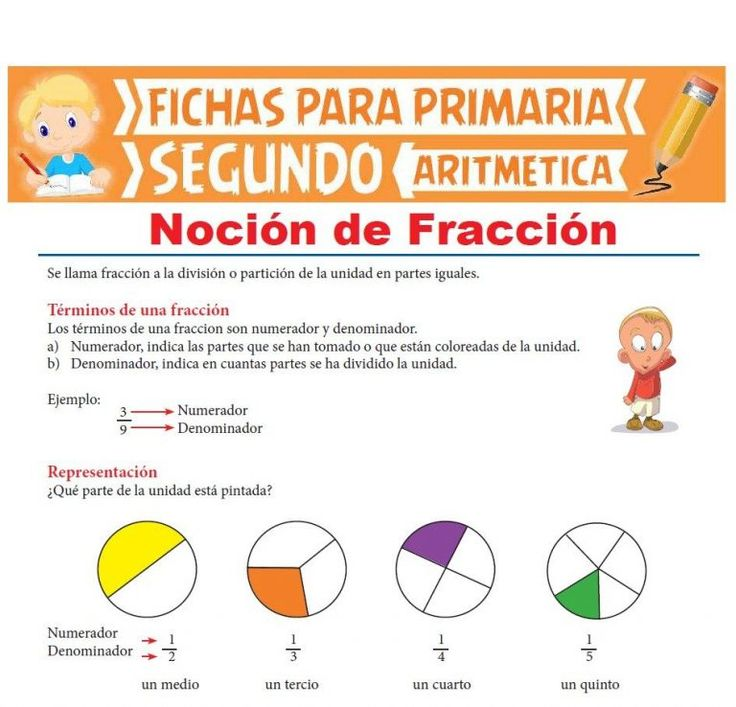 FICHAS PARA PRIMARIA
SEGUNDO ARITMETICA
Noción de Fracción
Se llama fracción a la división o partición de la unidad en partes iguales.
Términos de una fracción
Los términos de una fraccion son numerador y denominador.
a) Numerador, indica las partes que se han tomado o que están coloreadas de la unidad.
b) Denominador, indica en cuantas partes se ha dividido la unidad.
Ejemplo:
3 Numerador
9 Denominador
Representación
¿Qué parte de la unidad está pintada?
Numerador 1 1 1 1
Denominador 2 3 4 5
un medio un tercio un cuarto un quinto